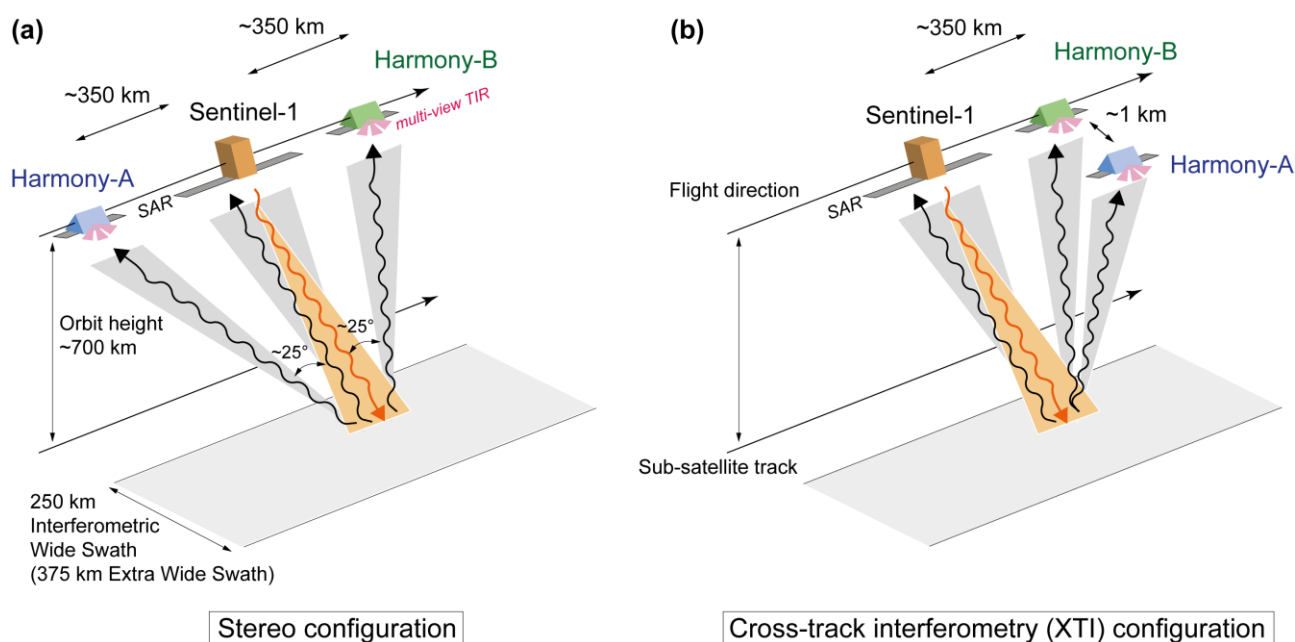 (a)
~350 km
Harmony-B
~350 km
Sentinel-1
multi-view TIR
Harmony-A
SAR
Orbit height
~700 km
~25°
~25°
250 km
Interferometric
Wide Swath
(375 km Extra Wide Swath)
Stereo configuration
(b)
~350 km
Harmony-B
Sentinel-1
~1 km
Harmony-A
Flight direction
SAR
Sub-satellite track
Cross-track interferometry (XTI) configuration